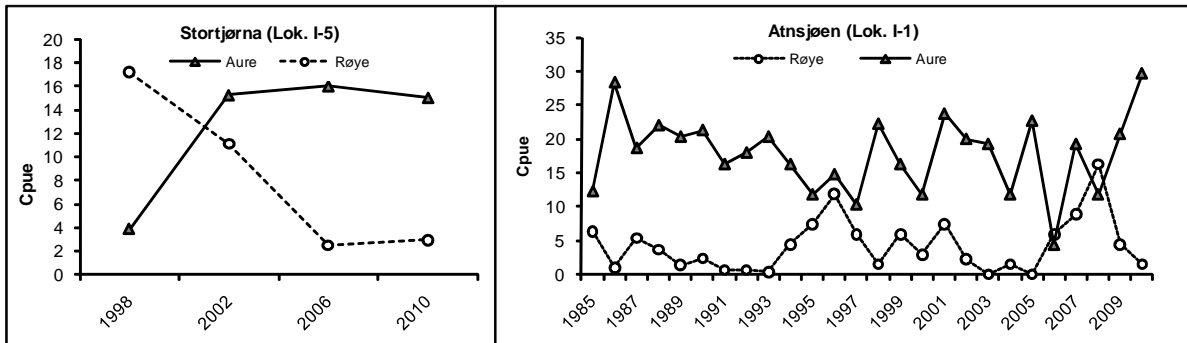 Stortjørna (Lok. I-5)
Aure Røye
Cpue
20
18
16
14
12
10
8
6
4
2
0
1998 2002 2006 2010
Atnsjøen (Lok. I-1)
Røye Aure
Cpue
35
30
25
20
15
10
5
0
1985 1987 1989 1991 1993 1995 1997 1999 2001 2003 2005 2007 2009